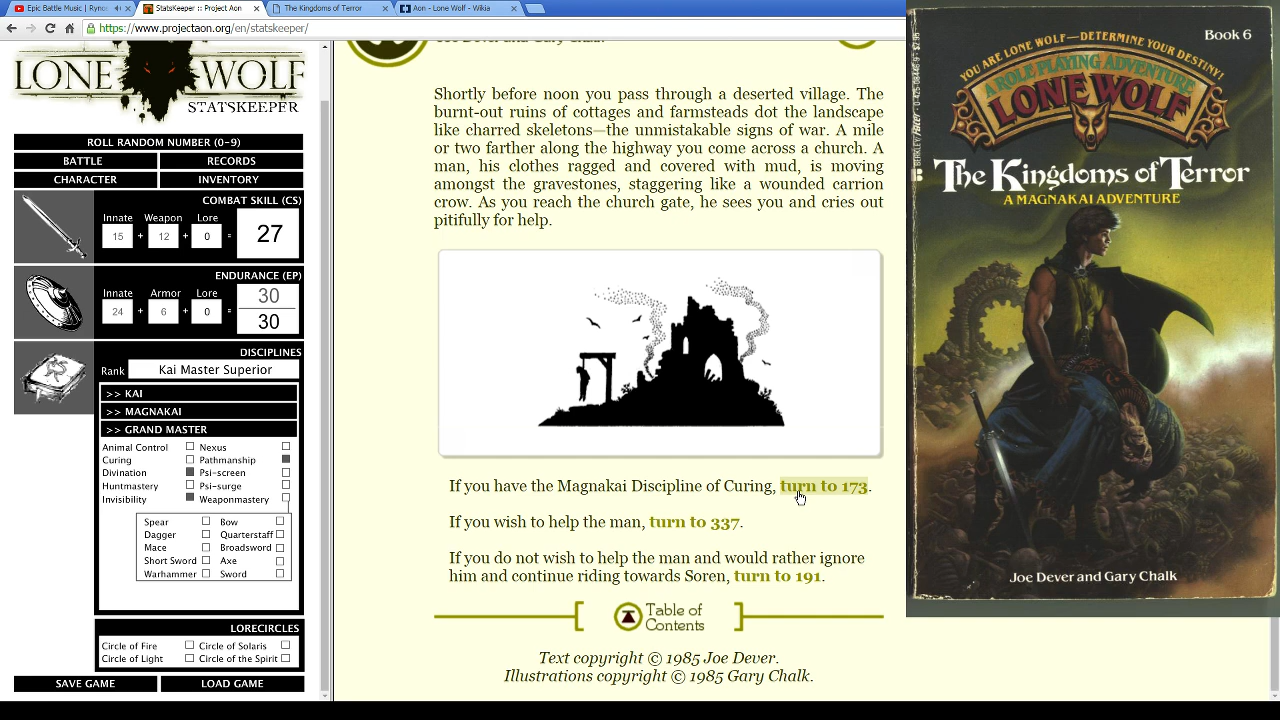 Epic Battle Music | Rync
StatsKeeper :: Project Aon
The Kingdoms of Terror
Aon - Lone Wolf - Wikia
https://www.projectaon.org/en/statskeeper/
LONE WOLF
STATSKEEPER
ROLL RANDOM NUMBER (0–9)
BATTLE RECORDS
CHARACTER INVENTORY
COMBAT SKILL (CS)
Innate Weapon Lore
15 + 12 + 0 = 27
ENDURANCE (EP)
Innate Armor Lore 30
24 + 6 + 0 = 30
DISCIPLINES
Rank Kai Master Superior
>> KAI
>> MAGNAKAI
>> GRAND MASTER
Animal Control Nexus
Curing Pathmanship
Divination Psi-screen
Huntmastery Psi-surge
Invisibility Weaponmastery
Spear Bow
Dagger Quarterstaff
Mace Broadsword
Short Sword Axe
Warhammer Sword
LORECIRCLES
Circle of Fire Circle of Solaris
Circle of Light Circle of the Spirit
SAVE GAME LOAD GAME
Joe Dever and Gary Chalk
Shortly before noon you pass through a deserted village. The
burnt-out ruins of cottages and farmsteads dot the landscape
like charred skeletons—the unmistakable signs of war. A mile
or two farther along the highway you come across a church. A
man, his clothes ragged and covered with mud, is moving
amongst the gravestones, staggering like a wounded carrion
crow. As you reach the church gate, he sees you and cries out
pitifully for help.
If you have the Magnakai Discipline of Curing, turn to 173.
If you wish to help the man, turn to 337.
If you do not wish to help the man and would rather ignore
him and continue riding towards Soren, turn to 191.
Table of
Contents
Text copyright © 1985 Joe Dever.
Illustrations copyright © 1985 Gary Chalk.
Book 6
YOU ARE LONE WOLF—DETERMINE YOUR DESTINY!
A ROLE PLAYING ADVENTURE
LONE WOLF
The Kingdoms of Terror
A MAGNAKAI ADVENTURE
Joe Dever and Gary Chalk